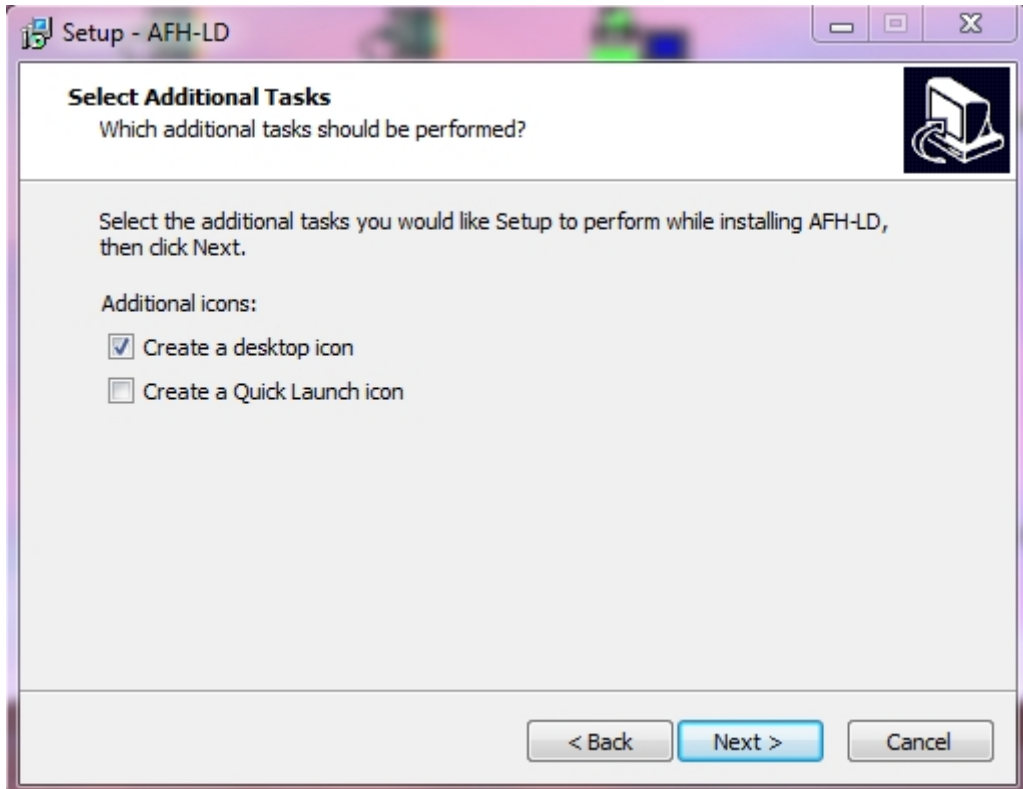 Setup - AFH-LD
Select Additional Tasks
Which additional tasks should be performed?
Select the additional tasks you would like Setup to perform while installing AFH-LD,
then click Next.
Additional icons:
Create a desktop icon
Create a Quick Launch icon
< Back Next > Cancel